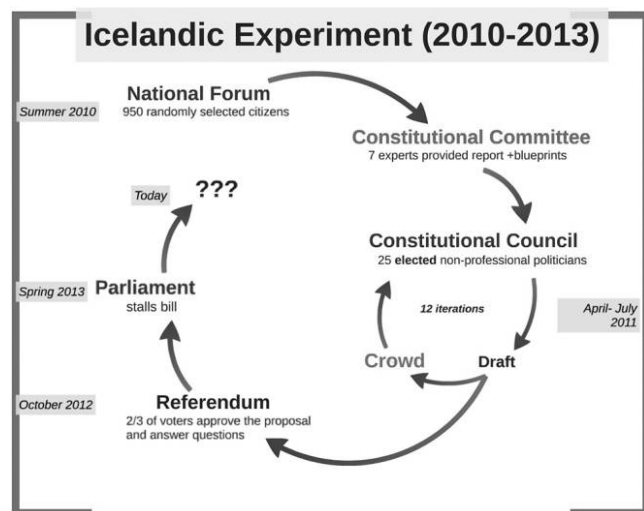 Icelandic Experiment (2010-2013)
National Forum
Summer 2010
950 randomly selected citizens
Constitutional Committee
7 experts provided report +blueprints
Today
???
Constitutional Council
25 elected non-professional politicians
Spring 2013
Parliament
stalls bill
12 iterations
April- July
2011
Crowd
Draft
October 2012
Referendum
2/3 of voters approve the proposal
and answer questions